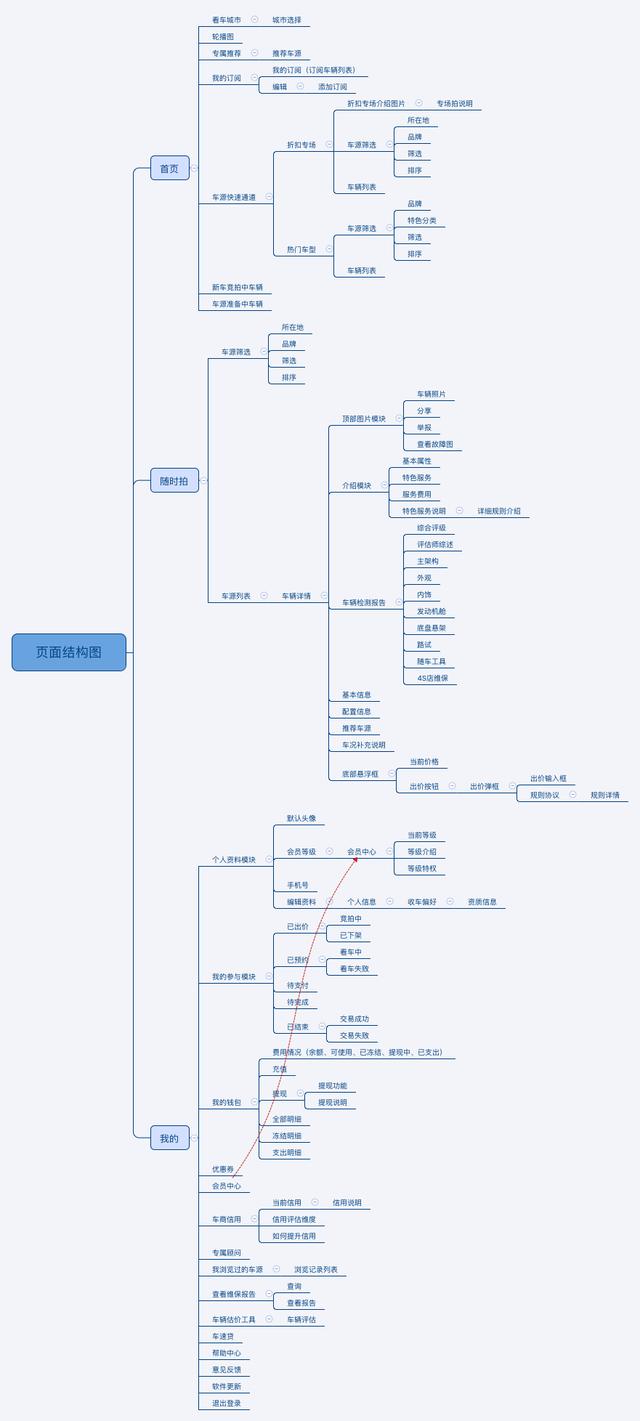 页面结构图
首页
看车城市
城市选择
轮播图
专属推荐
推荐车源
我的订阅
我的订阅（订阅车辆列表）
编辑
添加订阅
车源快速通道
折扣专场
折扣专场介绍图片
专场拍说明
车源筛选
所在地
品牌
筛选
排序
车辆列表
热门车型
车源筛选
品牌
特色分类
筛选
排序
车辆列表
新车竞拍中车辆
车源准备中车辆
随时拍
车源筛选
所在地
品牌
筛选
排序
车源列表
车辆详情
顶部图片模块
车辆照片
分享
举报
查看故障图
介绍模块
基本属性
特色服务
服务费用
特色服务说明
详细规则介绍
车辆检测报告
综合评级
评估师综述
主架构
外观
内饰
发动机舱
底盘悬架
路试
随车工具
4S店维保
基本信息
配置信息
推荐车源
车况补充说明
底部悬浮框
当前价格
出价按钮
出价弹框
出价输入框
规则协议
规则详情
我的
个人资料模块
默认头像
会员等级
会员中心
当前等级
等级介绍
等级特权
手机号
编辑资料
个人信息
收车偏好
资质信息
我的参与模块
已出价
竞拍中
已下架
已预约
看车中
看车失败
待支付
待完成
已结束
交易成功
交易失败
我的钱包
费用情况（余额、可使用、已冻结、提现中、已支出）
充值
提现
提现功能
提现说明
全部明细
冻结明细
支出明细
优惠券
会员中心
车商信用
当前信用
信用说明
信用评估维度
如何提升信用
专属顾问
我浏览过的车源
浏览记录列表
查看维保报告
查询
查看报告
车辆估价工具
车辆评估
车速贷
帮助中心
意见反馈
软件更新
退出登录